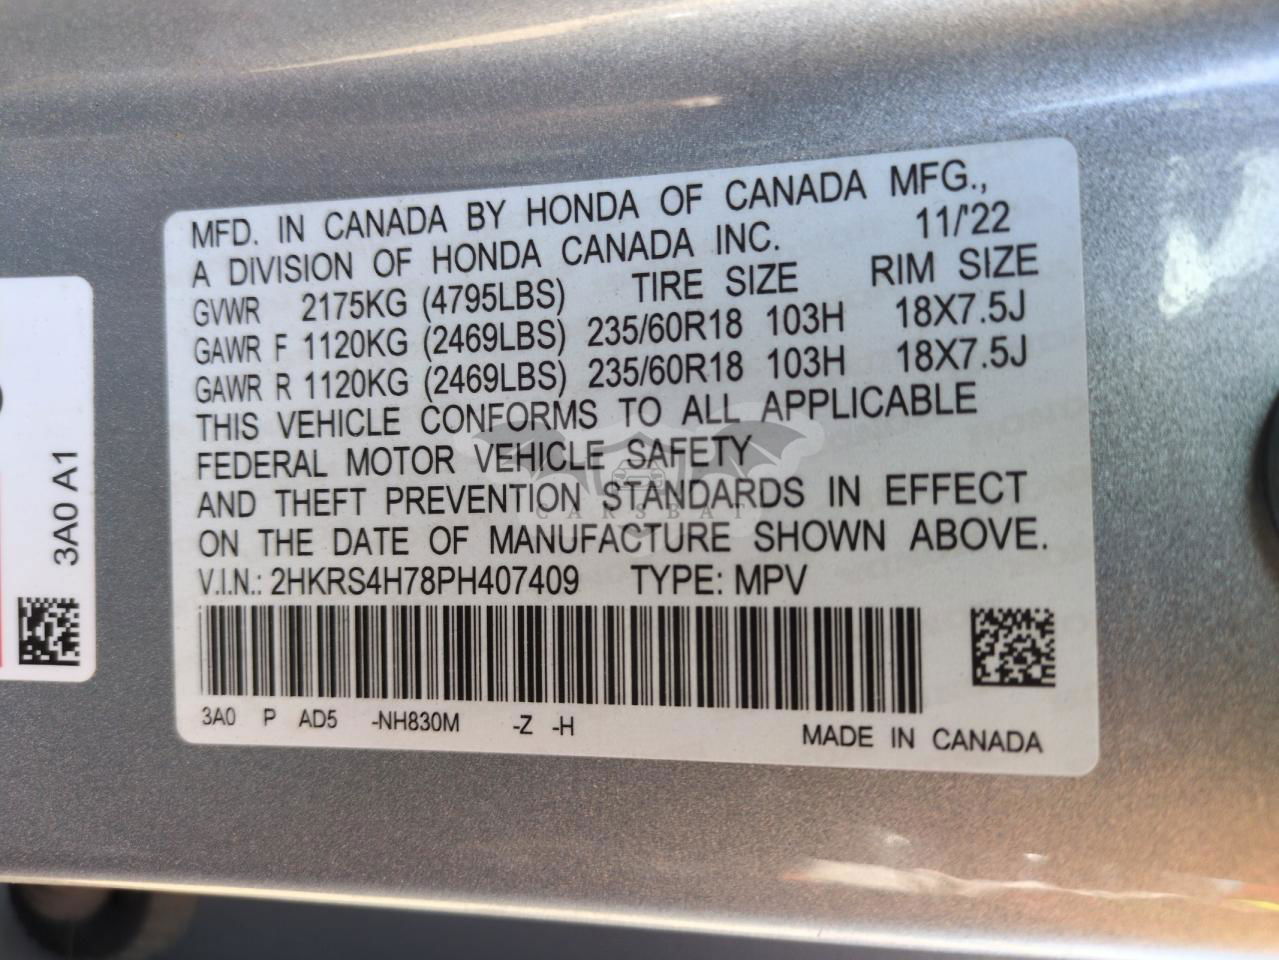 MFD. IN CANADA BY HONDA OF CANADA MFG.,
A DIVISION OF HONDA CANADA INC. 11/'22
GVWR 2175KG (4795LBS) TIRE SIZE RIM SIZE
GAWR F 1120KG (2469LBS) 235/60R18 103H 18X7.5J
GAWR R 1120KG (2469LBS) 235/60R18 103H 18X7.5J
THIS VEHICLE CONFORMS TO ALL APPLICABLE
FEDERAL MOTOR VEHICLE SAFETY
AND THEFT PREVENTION STANDARDS IN EFFECT
ON THE DATE OF MANUFACTURE SHOWN ABOVE.
V.I.N.: 2HKRS4H78PH407409 TYPE: MPV
3A0 P AD5 -NH830M -Z -H
MADE IN CANADA
3A0 A1
CARSBAT